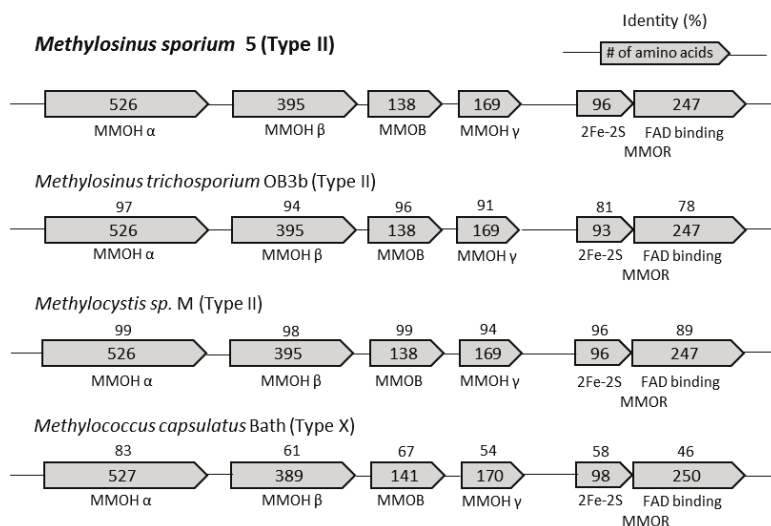 Identity (%)
Methylosinus sporium 5 (Type II)
# of amino acids
526 395 138 169 96 247
MMOH α MMOH β MMOB MMOH γ 2Fe-2S FAD binding
MMOR
Methylosinus trichosporium OB3b (Type II)
97 94 96 91 81 78
526 395 138 169 93 247
MMOH α MMOH β MMOB MMOH γ 2Fe-2S FAD binding
MMOR
Methylocystis sp. M (Type II)
99 98 99 94 96 89
526 395 138 169 96 247
MMOH α MMOH β MMOB MMOH γ 2Fe-2S FAD binding
MMOR
Methylococcus capsulatus Bath (Type X)
83 61 67 54 58 46
527 389 141 170 98 250
MMOH α MMOH β MMOB MMOH γ 2Fe-2S FAD binding
MMOR